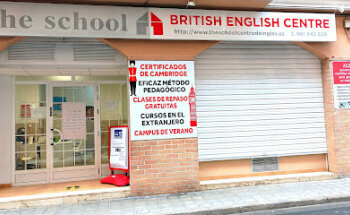 he school
BRITISH ENGLISH CENTRE
http://www.theschoolcentrodeingles.es
CERTIFICADOS
DE CAMBRIDGE
EFICAZ MÉTODO
PEDAGÓGICO
CLASES DE REPASO
GRATUITAS
CURSOS EN EL
EXTRANJERO
CAMPUS DE VERANO